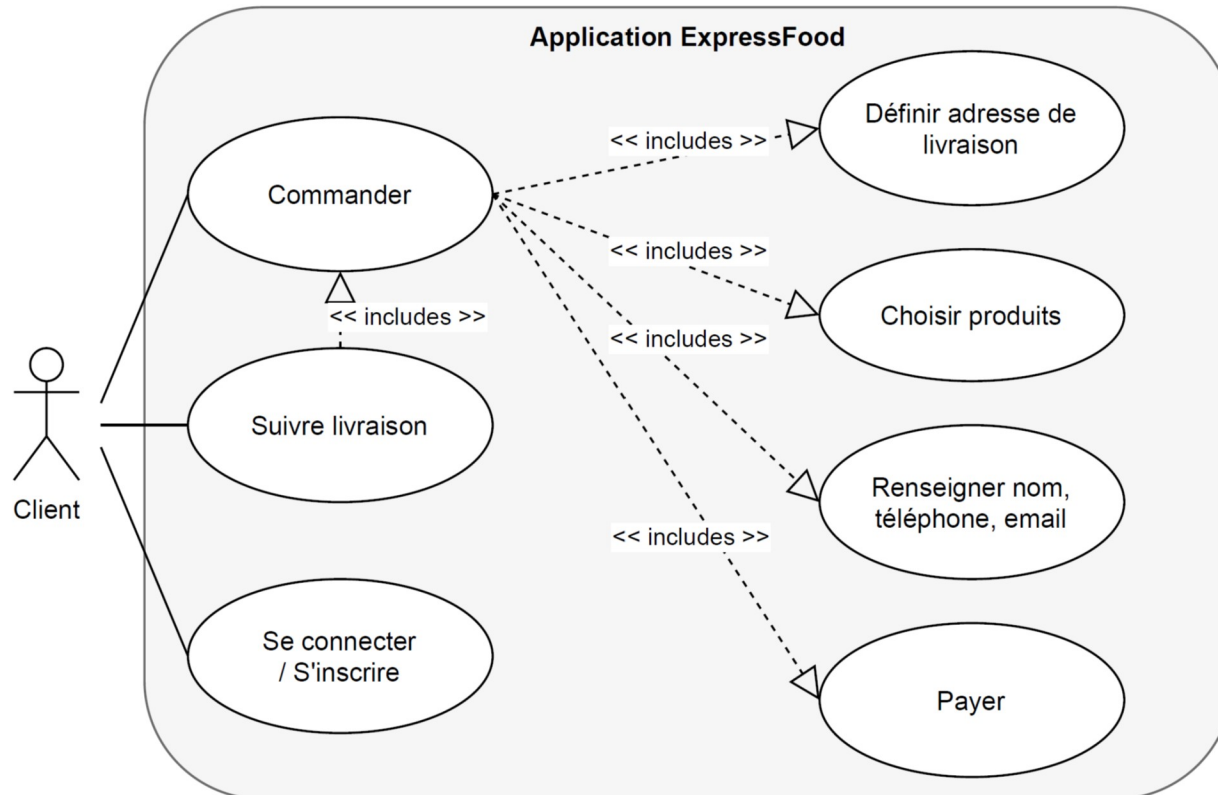 Application ExpressFood
Définir adresse de
livraison
<< includes >>
Commander
<< includes >>
Choisir produits
<< includes >>
<< includes >>
Suivre livraison
Client
Renseigner nom,
téléphone, email
<< includes >>
Se connecter
/ S'inscrire
Payer